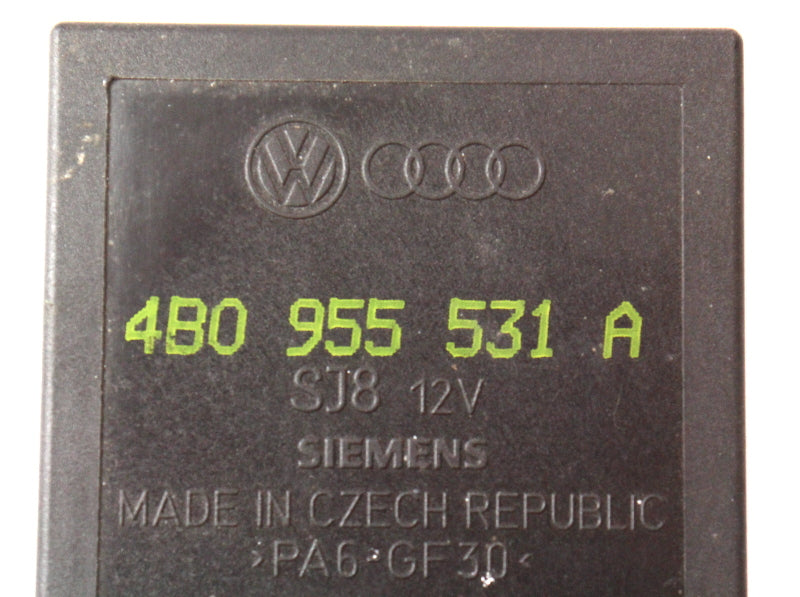 4B0 955 531 A
SJ8 12V
SIEMENS
MADE IN CZECH REPUBLIC
>PA6-GF30<